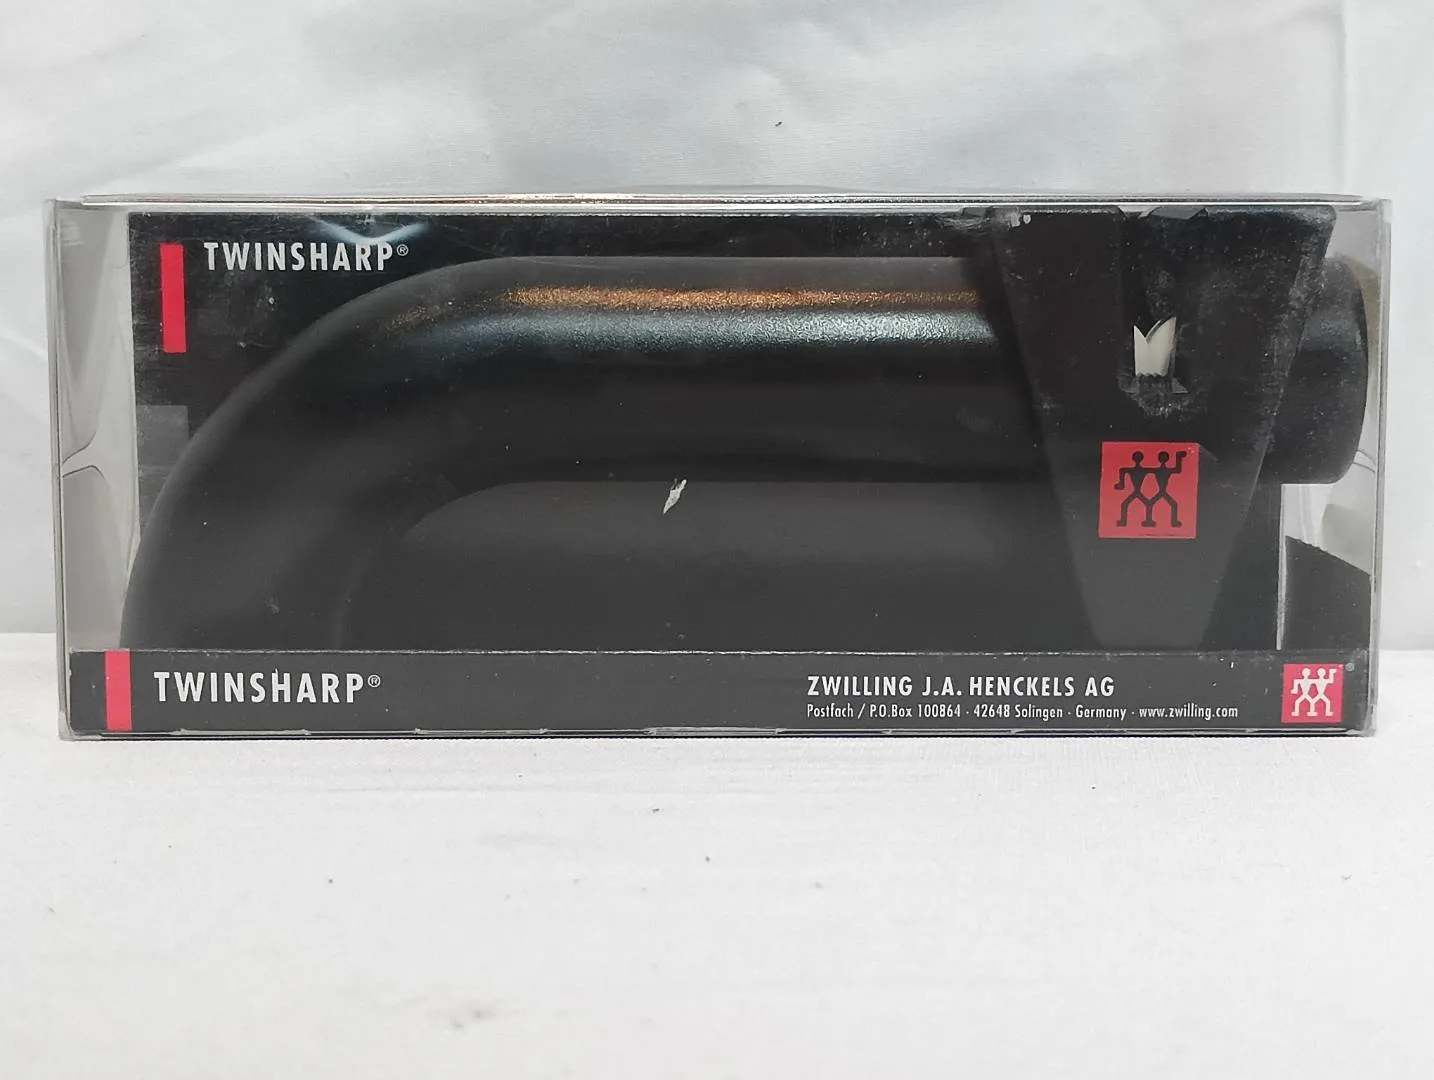 TWINSHARP®
TWINSHARP®
ZWILLING J.A. HENCKELS AG
Postfach / P.O.Box 100864 · 42648 Solingen · Germany · www.zwilling.com
®